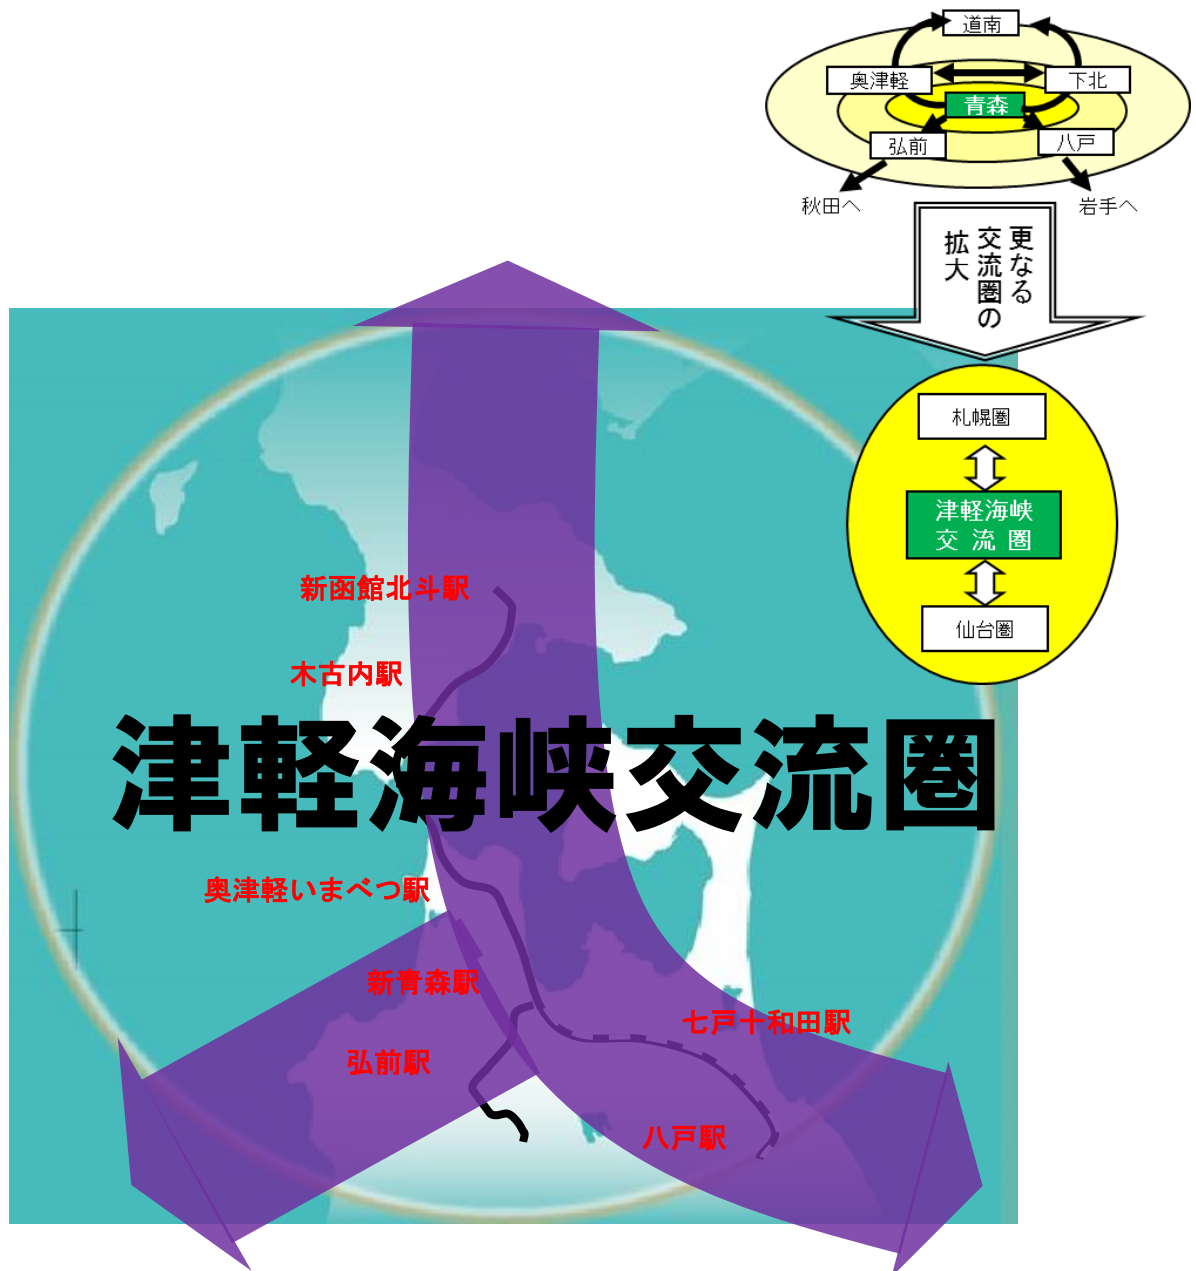 道南
奥津軽
下北
青森
弘前
八戸
秋田へ
岩手へ
更なる
交流圏の
拡大
札幌圏
津軽海峡
交流圏
仙台圏
新函館北斗駅
木古内駅
津軽海峡交流圏
奥津軽いまべつ駅
新青森駅
七戸十和田駅
弘前駅
八戸駅